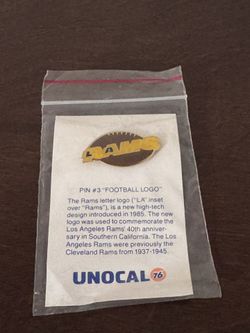 RAMS
PIN #3 "FOOTBALL LOGO"
The Rams letter logo ("LA" inset
over "Rams"), is a new high-tech
design introduced in 1985. The new
logo was used to commemorate the
Los Angeles Rams' 40th anniver-
sary in Southern California. The Los
Angeles Rams were previously the
Cleveland Rams from 1937-1945.
UNOCAL 76